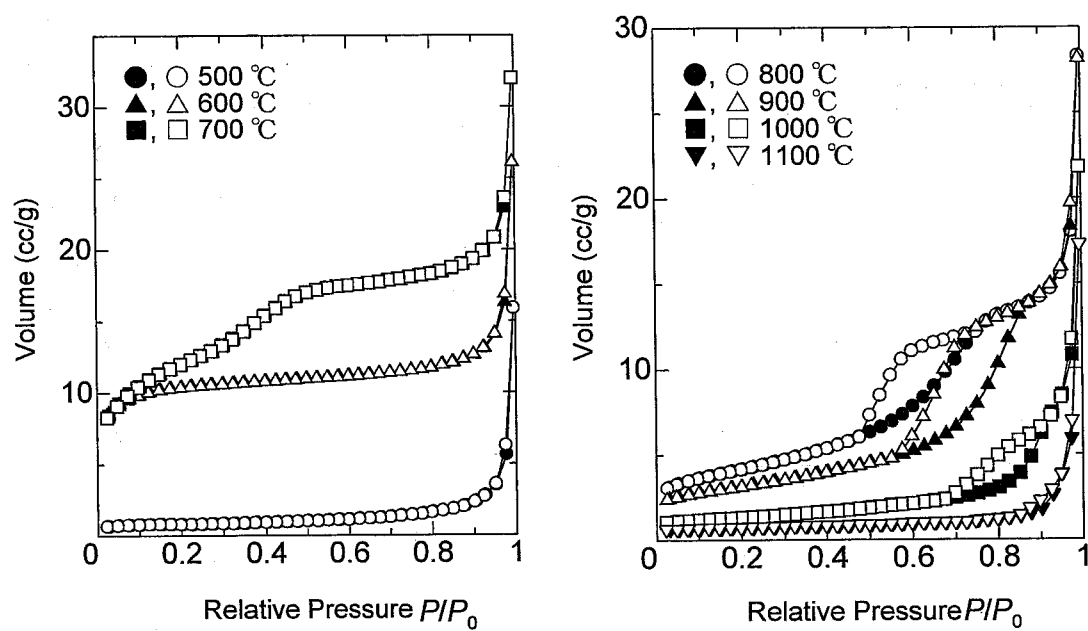 ●, ○ 500 ℃
▲, △ 600 ℃
■, □ 700 ℃
30
20
10
0 0.2 0.4 0.6 0.8 1
Volume (cc/g)
Relative Pressure P/P₀
●, ○ 800 ℃
▲, △ 900 ℃
■, □ 1000 ℃
▼, ▽ 1100 ℃
30
20
10
0
0 0.2 0.4 0.6 0.8 1
Volume (cc/g)
Relative Pressure P/P₀